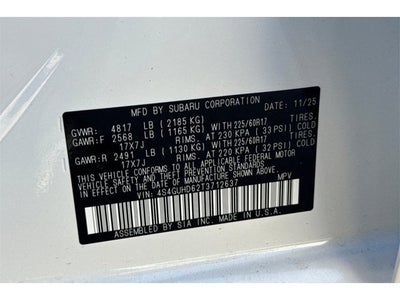 MFD BY SUBARU CORPORATION DATE 11/25
GVWR: 4817 LB (2185 KG)
GAWR:F 2568 LB (1165 KG) WITH 225/60R17 TIRES.
17X7J RIMS.AT 230 KPA (33 PSI) COLD
GAWR:R 2491 LB (1130 KG) WITH 225/60R17 TIRES.
17X7J RIMS.AT 220 KPA (32 PSI) COLD
THIS VEHICLE CONFORMS TO ALL APPLICABLE FEDERAL MOTOR
VEHICLE SAFETY, BUMPER, AND THEFT PREVENTION STANDARDS
IN EFFECT ON THE DATE OF MANUFACTURE SHOWN ABOVE.
VIN: 4S4GUHD62T3712637 MPV
ASSEMBLED BY SIA INC. MADE IN U.S.A.